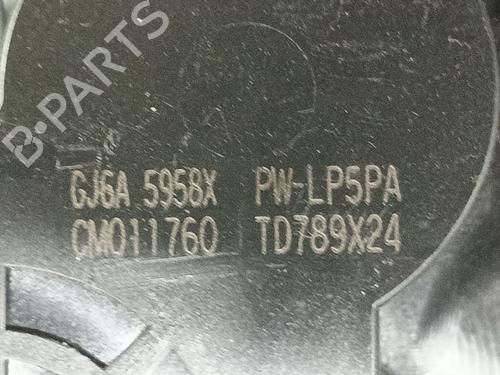 B-PARTS
GJ6A 5958X PW-LP5PA
CM011760 TD789X24